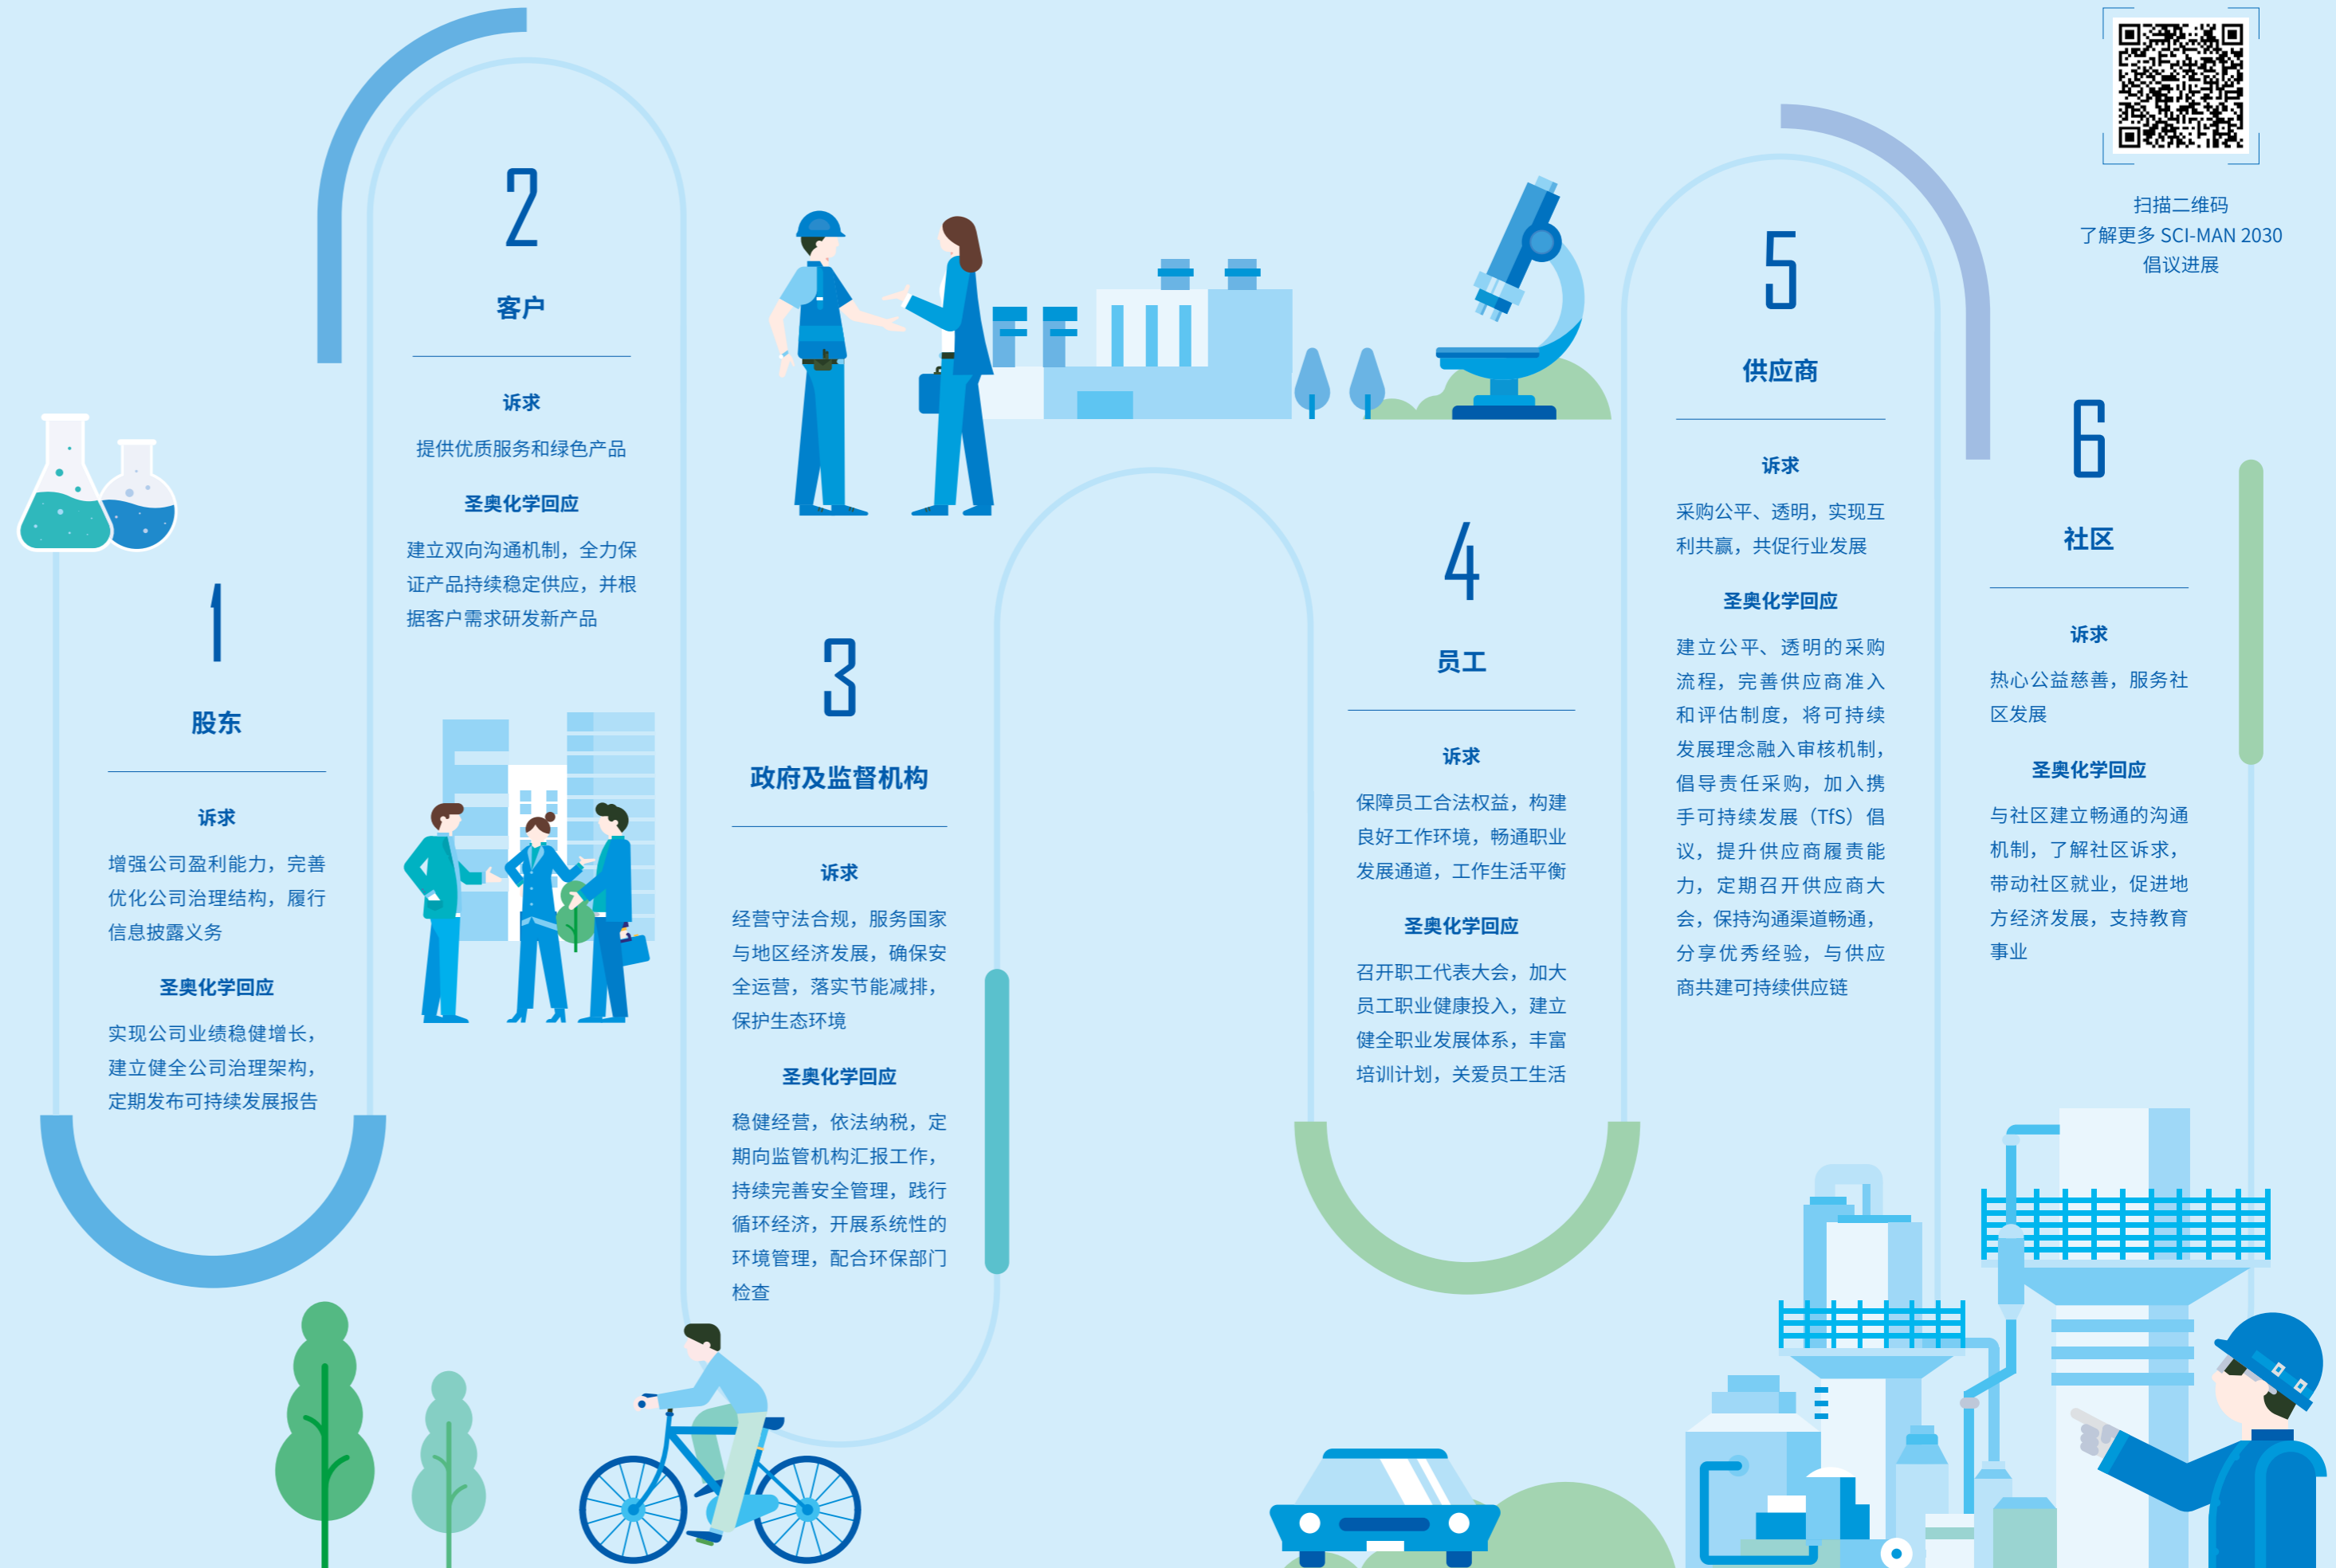 1
股东
诉求
增强公司盈利能力，完善
优化公司治理结构，履行
信息披露义务
圣奥化学回应
实现公司业绩稳健增长，
建立健全公司治理架构，
定期发布可持续发展报告
2
客户
诉求
提供优质服务和绿色产品
圣奥化学回应
建立双向沟通机制，全力保
证产品持续稳定供应，并根
据客户需求研发新产品
3
政府及监督机构
诉求
经营守法合规，服务国家
与地区经济发展，确保安
全运营，落实节能减排，
保护生态环境
圣奥化学回应
稳健经营，依法纳税，定
期向监管机构汇报工作，
持续完善安全管理，践行
循环经济，开展系统性的
环境管理，配合环保部门
检查
4
员工
诉求
保障员工合法权益，构建
良好工作环境，畅通职业
发展通道，工作生活平衡
圣奥化学回应
召开职工代表大会，加大
员工职业健康投入，建立
健全职业发展体系，丰富
培训计划，关爱员工生活
5
供应商
诉求
采购公平、透明，实现互
利共赢，共促行业发展
圣奥化学回应
建立公平、透明的采购
流程，完善供应商准入
和评估制度，将可持续
发展理念融入审核机制，
倡导责任采购，加入携
手可持续发展（TfS）倡
议，提升供应商履责能
力，定期召开供应商大
会，保持沟通渠道畅通，
分享优秀经验，与供应
商共建可持续供应链
6
社区
诉求
热心公益慈善，服务社
区发展
圣奥化学回应
与社区建立畅通的沟通
机制，了解社区诉求，
带动社区就业，促进地
方经济发展，支持教育
事业
扫描二维码
了解更多 SCI-MAN 2030
倡议进展